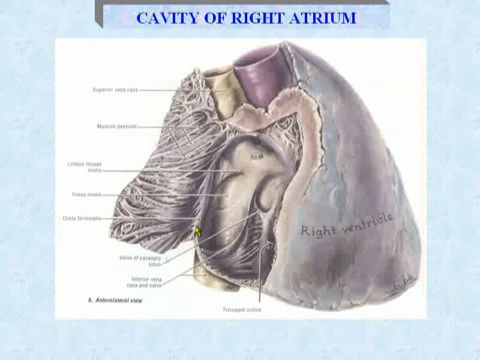 CAVITY OF RIGHT ATRIUM
Superior vena cava
Musculi pectinati
Limbus fossae
ovalis
Fossa ovalis
Crista terminalis
Valve of coronary
sinus
Inferior vena
cava and valve
A. Anterolateral view
Tricuspid orifice
Right ventricle